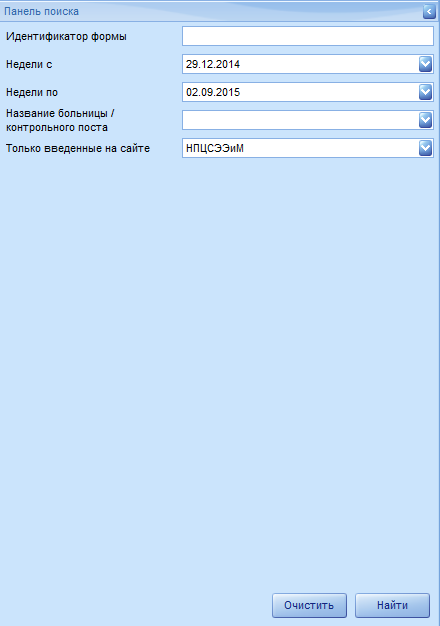 Панель поиска
Идентификатор формы
Недели с
29.12.2014
Недели по
02.09.2015
Название больницы /
контрольного поста
Только введенные на сайте
НПЦСЭЭиМ
Очистить
Найти